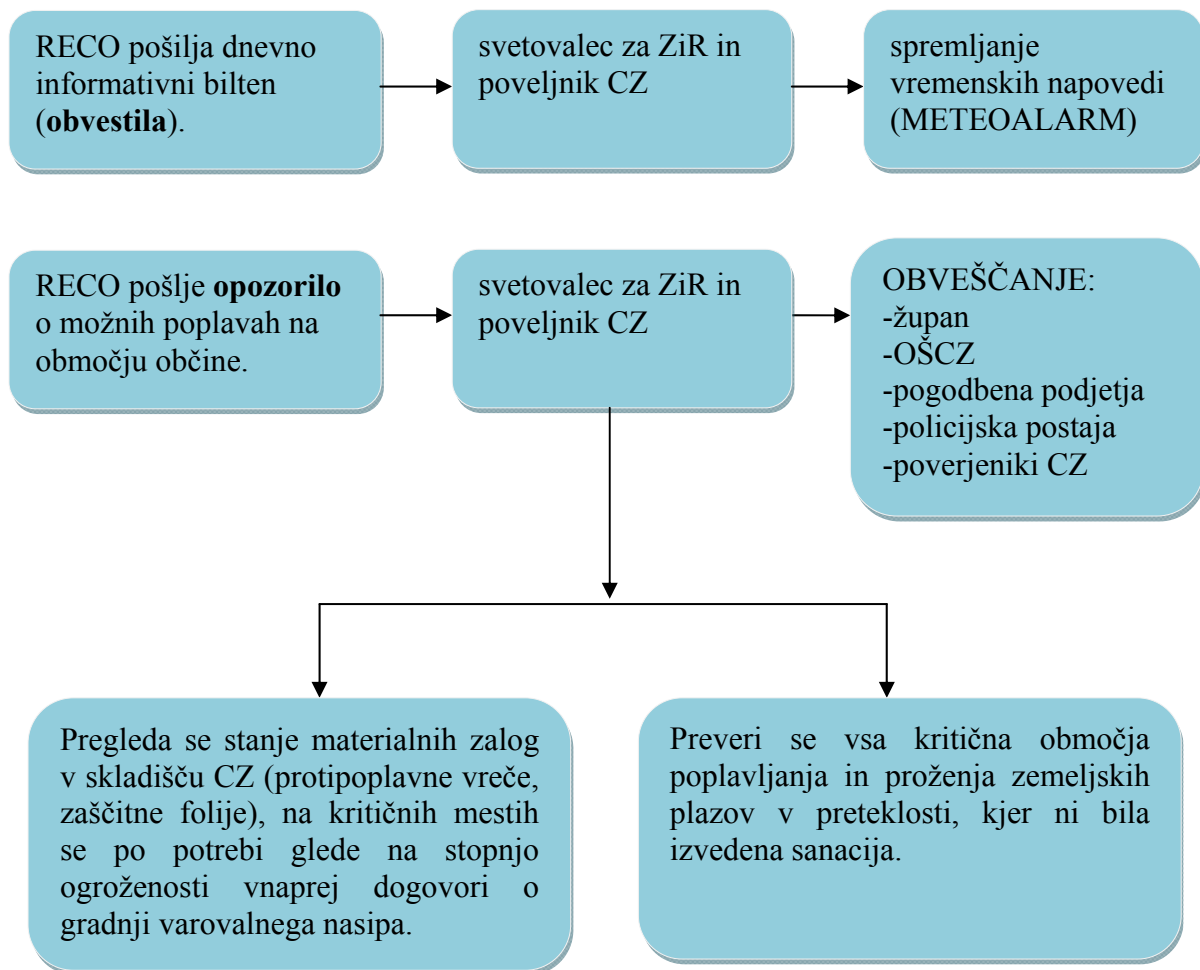 RECO pošilja dnevno
informativni bilten
(obvestila).
svetovalec za ZiR in
poveljnik CZ
spremljanje
vremenskih napovedi
(METEOALARM)
RECO pošlje opozorilo
o možnih poplavah na
območju občine.
svetovalec za ZiR in
poveljnik CZ
OBVEŠČANJE:
-župan
-OŠCZ
-pogodbena podjetja
-policijska postaja
-poverjeniki CZ
Pregleda se stanje materialnih zalog
v skladišču CZ (protipoplavne vreče,
zaščitne folije), na kritičnih mestih
se po potrebi glede na stopnjo
ogroženosti vnaprej dogovori o
gradnji varovalnega nasipa.
Preveri se vsa kritična območja
poplavljanja in proženja zemeljskih
plazov v preteklosti, kjer ni bila
izvedena sanacija.